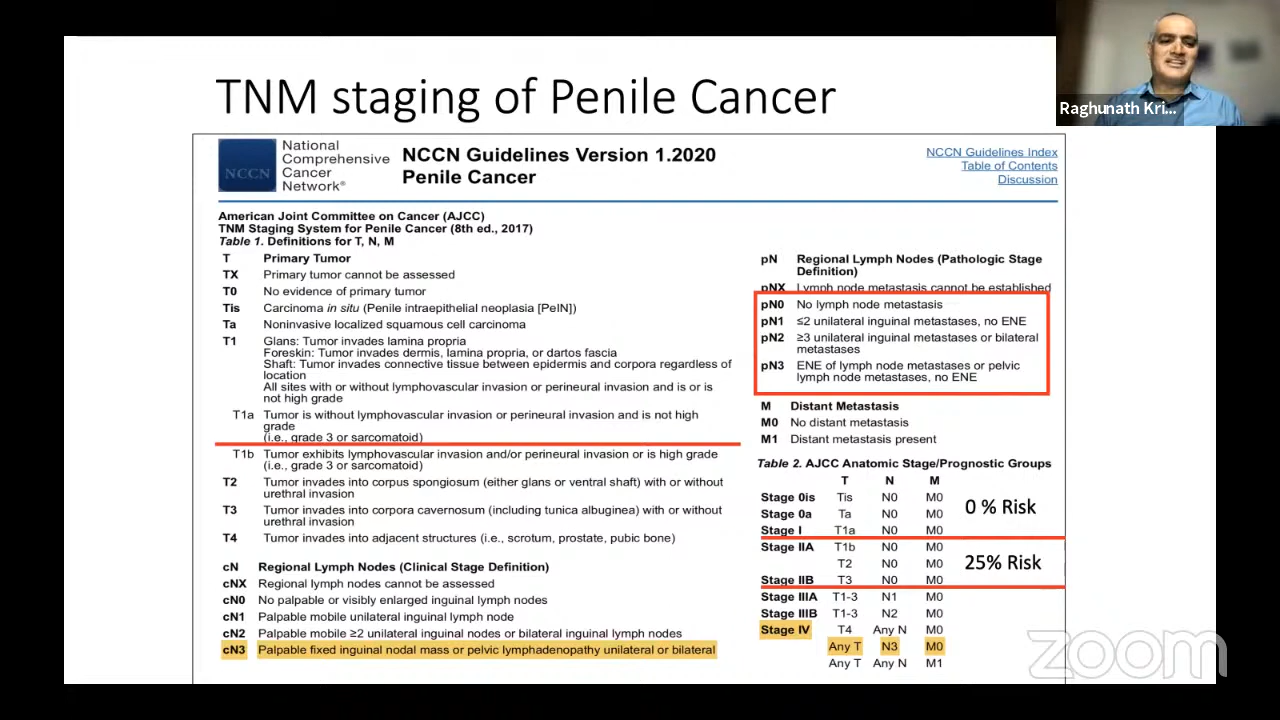 TNM staging of Penile Cancer
Raghunath Kri...
NCCN
National
Comprehensive
Cancer
Network®
NCCN Guidelines Version 1.2020
Penile Cancer
NCCN Guidelines Index
Table of Contents
Discussion
American Joint Committee on Cancer (AJCC)
TNM Staging System for Penile Cancer (8th ed., 2017)
Table 1. Definitions for T, N, M
T Primary Tumor
TX Primary tumor cannot be assessed
T0 No evidence of primary tumor
Tis Carcinoma in situ (Penile intraepithelial neoplasia [PeIN])
Ta Noninvasive localized squamous cell carcinoma
T1 Glans: Tumor invades lamina propria
Foreskin: Tumor invades dermis, lamina propria, or dartos fascia
Shaft: Tumor invades connective tissue between epidermis and corpora regardless of
location
All sites with or without lymphovascular invasion or perineural invasion and is or is
not high grade
T1a Tumor is without lymphovascular invasion or perineural invasion and is not high
grade
(i.e., grade 3 or sarcomatoid)
T1b Tumor exhibits lymphovascular invasion and/or perineural invasion or is high grade
(i.e., grade 3 or sarcomatoid)
T2 Tumor invades into corpus spongiosum (either glans or ventral shaft) with or without
urethral invasion
T3 Tumor invades into corpora cavernosum (including tunica albuginea) with or without
urethral invasion
T4 Tumor invades into adjacent structures (i.e., scrotum, prostate, pubic bone)
cN Regional Lymph Nodes (Clinical Stage Definition)
cNX Regional lymph nodes cannot be assessed
cN0 No palpable or visibly enlarged inguinal lymph nodes
cN1 Palpable mobile unilateral inguinal lymph node
cN2 Palpable mobile ≥2 unilateral inguinal nodes or bilateral inguinal lymph nodes
cN3 Palpable fixed inguinal nodal mass or pelvic lymphadenopathy unilateral or bilateral
pN Regional Lymph Nodes (Pathologic Stage
Definition)
pNX Lymph node metastasis cannot be established
pN0 No lymph node metastasis
pN1 ≤2 unilateral inguinal metastases, no ENE
pN2 ≥3 unilateral inguinal metastases or bilateral
metastases
pN3 ENE of lymph node metastases or pelvic
lymph node metastases, no ENE
M Distant Metastasis
M0 No distant metastasis
M1 Distant metastasis present
Table 2. AJCC Anatomic Stage/Prognostic Groups
T N M
Stage 0is Tis N0 M0
Stage 0a Ta N0 M0
0 % Risk
Stage I T1a N0 M0
Stage IIA T1b N0 M0
T2 N0 M0
25% Risk
Stage IIB T3 N0 M0
Stage IIIA T1-3 N1 M0
Stage IIIB T1-3 N2 M0
Stage IV T4 Any N M0
Any T N3 M0
Any T Any N M1
zoom